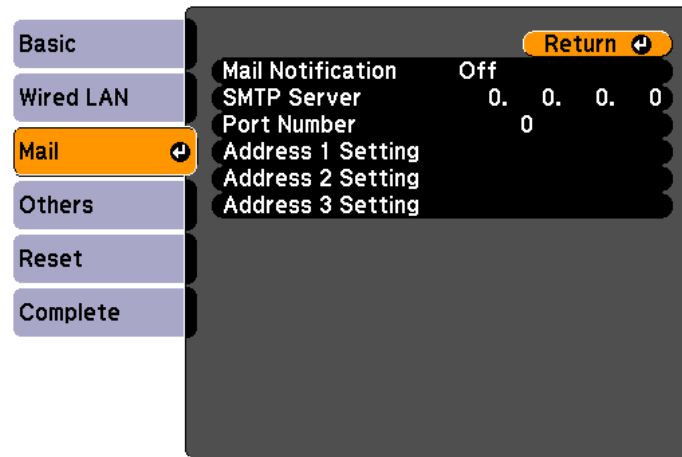 Basic
Wired LAN
Mail
Others
Reset
Complete
Return
Mail Notification Off
SMTP Server 0. 0. 0. 0
Port Number 0
Address 1 Setting
Address 2 Setting
Address 3 Setting